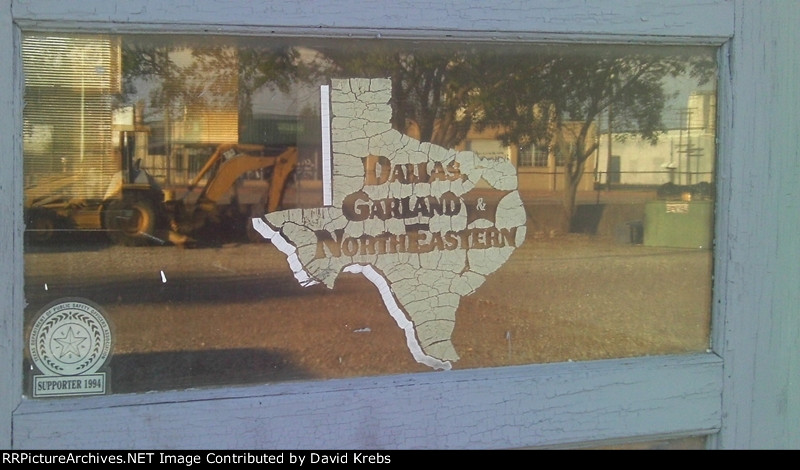 DALLAS,
GARLAND &
NORTHEASTERN
SUPPORTER 1994
RRPictureArchives.NET Image Contributed by David Krebs